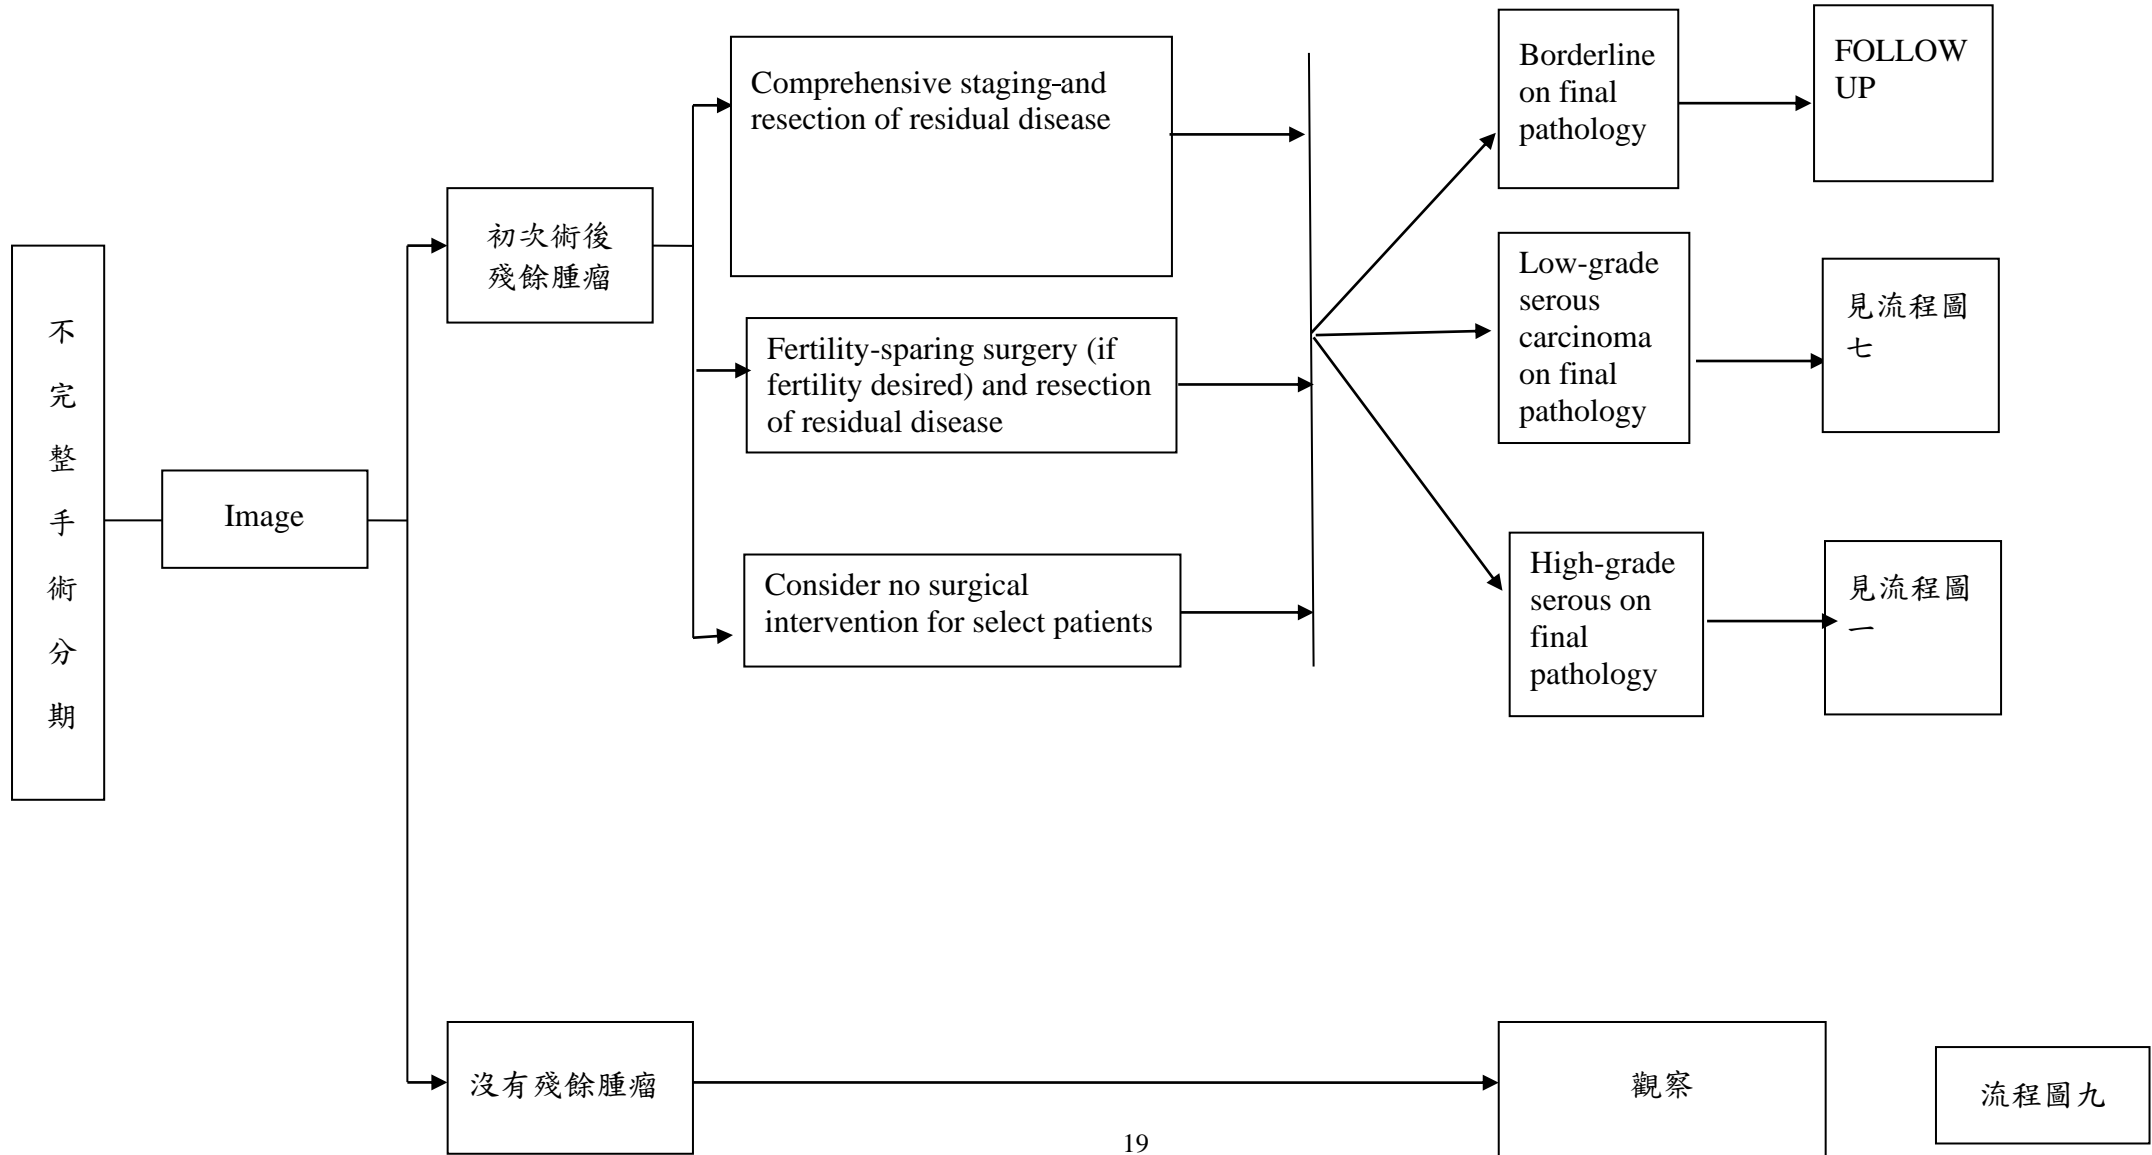 不
完
整
手
術
分
期
Image
初次術後
殘餘腫瘤
Comprehensive staging-and
resection of residual disease
Fertility-sparing surgery (if
fertility desired) and resection
of residual disease
Consider no surgical
intervention for select patients
Borderline
on final
pathology
FOLLOW
UP
Low-grade
serous
carcinoma
on final
pathology
見流程圖
七
High-grade
serous on
final
pathology
見流程圖
一
沒有殘餘腫瘤
觀察
流程圖九
19